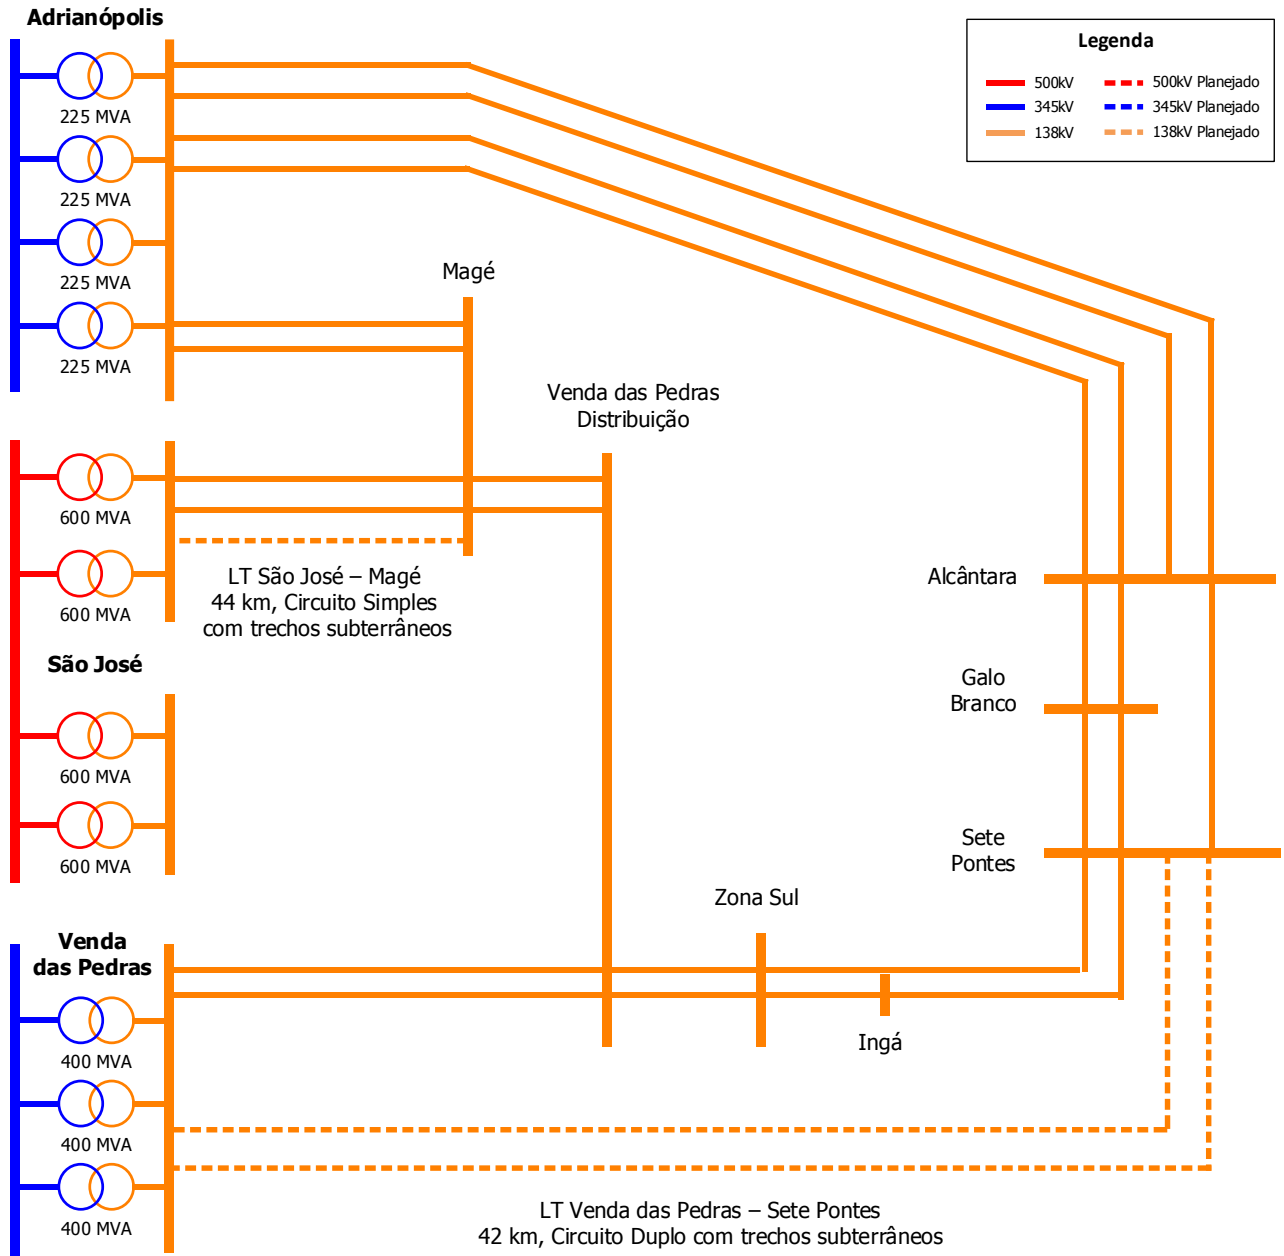 Adrianópolis
225 MVA
225 MVA
225 MVA
225 MVA
Legenda
500kV
500kV Planejado
345kV
345kV Planejado
138kV
138kV Planejado
Magé
Venda das Pedras
Distribuição
600 MVA
600 MVA
LT São José – Magé
44 km, Circuito Simples
com trechos subterrâneos
São José
600 MVA
600 MVA
Alcântara
Galo
Branco
Sete
Pontes
Zona Sul
Ingá
Venda
das Pedras
400 MVA
400 MVA
400 MVA
LT Venda das Pedras – Sete Pontes
42 km, Circuito Duplo com trechos subterrâneos